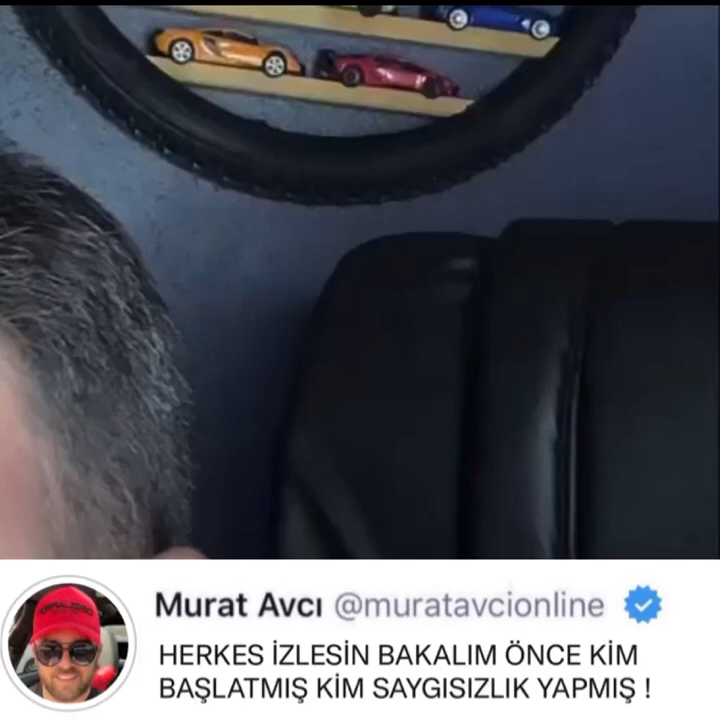 Murat Avcı @muratavcionline
HERKES İZLESİN BAKALIM ÖNCE KİM
BAŞLATMIŞ KİM SAYGISIZLIK YAPMIŞ !